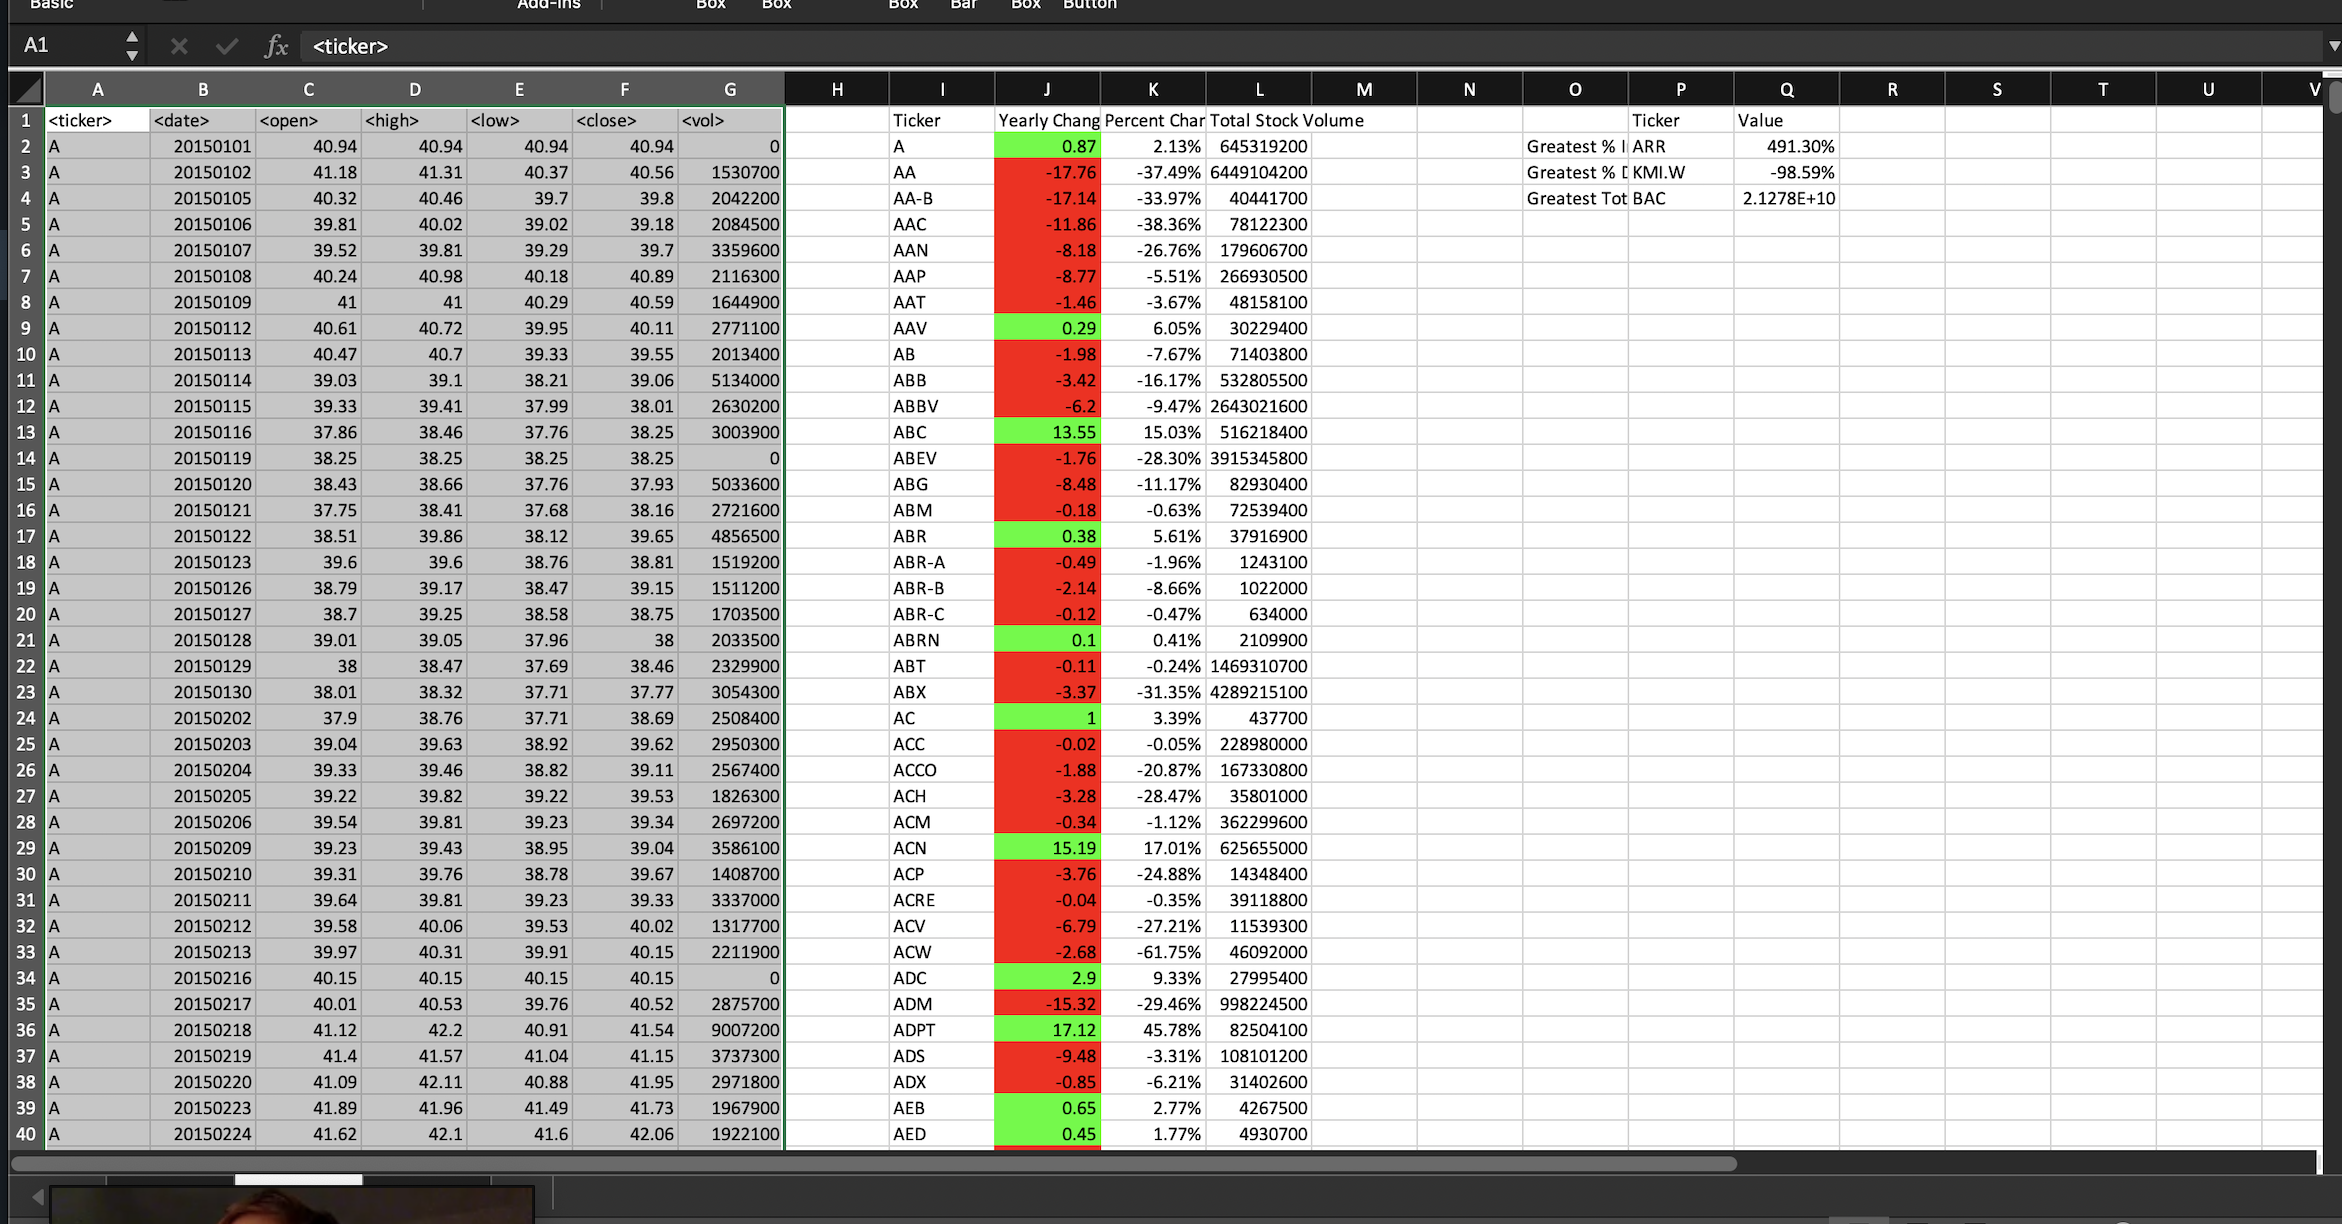 Basic Add-ins Box Box Box Bar Box Button
A1 fx <ticker>
A B C D E F G H I J K L M N O P Q R S T U V
1 <ticker> <date> <open> <high> <low> <close> <vol> Ticker Yearly Chang Percent Char Total Stock Volume Ticker Value
2 A 20150101 40.94 40.94 40.94 40.94 0 A 0.87 2.13% 645319200 Greatest % I ARR 491.30%
3 A 20150102 41.18 41.31 40.37 40.56 1530700 AA -17.76 -37.49% 6449104200 Greatest % D KMI.W -98.59%
4 A 20150105 40.32 40.46 39.7 39.8 2042200 AA-B -17.14 -33.97% 40441700 Greatest Tot BAC 2.1278E+10
5 A 20150106 39.81 40.02 39.02 39.18 2084500 AAC -11.86 -38.36% 78122300
6 A 20150107 39.52 39.81 39.29 39.7 3359600 AAN -8.18 -26.76% 179606700
7 A 20150108 40.24 40.98 40.18 40.89 2116300 AAP -8.77 -5.51% 266930500
8 A 20150109 41 41 40.29 40.59 1644900 AAT -1.46 -3.67% 48158100
9 A 20150112 40.61 40.72 39.95 40.11 2771100 AAV 0.29 6.05% 30229400
10 A 20150113 40.47 40.7 39.33 39.55 2013400 AB -1.98 -7.67% 71403800
11 A 20150114 39.03 39.1 38.21 39.06 5134000 ABB -3.42 -16.17% 532805500
12 A 20150115 39.33 39.41 37.99 38.01 2630200 ABBV -6.2 -9.47% 2643021600
13 A 20150116 37.86 38.46 37.76 38.25 3003900 ABC 13.55 15.03% 516218400
14 A 20150119 38.25 38.25 38.25 38.25 0 ABEV -1.76 -28.30% 3915345800
15 A 20150120 38.43 38.66 37.76 37.93 5033600 ABG -8.48 -11.17% 82930400
16 A 20150121 37.75 38.41 37.68 38.16 2721600 ABM -0.18 -0.63% 72539400
17 A 20150122 38.51 39.86 38.12 39.65 4856500 ABR 0.38 5.61% 37916900
18 A 20150123 39.6 39.6 38.76 38.81 1519200 ABR-A -0.49 -1.96% 1243100
19 A 20150126 38.79 39.17 38.47 39.15 1511200 ABR-B -2.14 -8.66% 1022000
20 A 20150127 38.7 39.25 38.58 38.75 1703500 ABR-C -0.12 -0.47% 634000
21 A 20150128 39.01 39.05 37.96 38 2033500 ABRN 0.1 0.41% 2109900
22 A 20150129 38 38.47 37.69 38.46 2329900 ABT -0.11 -0.24% 1469310700
23 A 20150130 38.01 38.32 37.71 37.77 3054300 ABX -3.37 -31.35% 4289215100
24 A 20150202 37.9 38.76 37.71 38.69 2508400 AC 1 3.39% 437700
25 A 20150203 39.04 39.63 38.92 39.62 2950300 ACC -0.02 -0.05% 228980000
26 A 20150204 39.33 39.46 38.82 39.11 2567400 ACCO -1.88 -20.87% 167330800
27 A 20150205 39.22 39.82 39.22 39.53 1826300 ACH -3.28 -28.47% 35801000
28 A 20150206 39.54 39.81 39.23 39.34 2697200 ACM -0.34 -1.12% 362299600
29 A 20150209 39.23 39.43 38.95 39.04 3586100 ACN 15.19 17.01% 625655000
30 A 20150210 39.31 39.76 38.78 39.67 1408700 ACP -3.76 -24.88% 14348400
31 A 20150211 39.64 39.81 39.23 39.33 3337000 ACRE -0.04 -0.35% 39118800
32 A 20150212 39.58 40.06 39.53 40.02 1317700 ACV -6.79 -27.21% 11539300
33 A 20150213 39.97 40.31 39.91 40.15 2211900 ACW -2.68 -61.75% 46092000
34 A 20150216 40.15 40.15 40.15 40.15 0 ADC 2.9 9.33% 27995400
35 A 20150217 40.01 40.53 39.76 40.52 2875700 ADM -15.32 -29.46% 998224500
36 A 20150218 41.12 42.2 40.91 41.54 9007200 ADPT 17.12 45.78% 82504100
37 A 20150219 41.4 41.57 41.04 41.15 3737300 ADS -9.48 -3.31% 108101200
38 A 20150220 41.09 42.11 40.88 41.95 2971800 ADX -0.85 -6.21% 31402600
39 A 20150223 41.89 41.96 41.49 41.73 1967900 AEB 0.65 2.77% 4267500
40 A 20150224 41.62 42.1 41.6 42.06 1922100 AED 0.45 1.77% 4930700